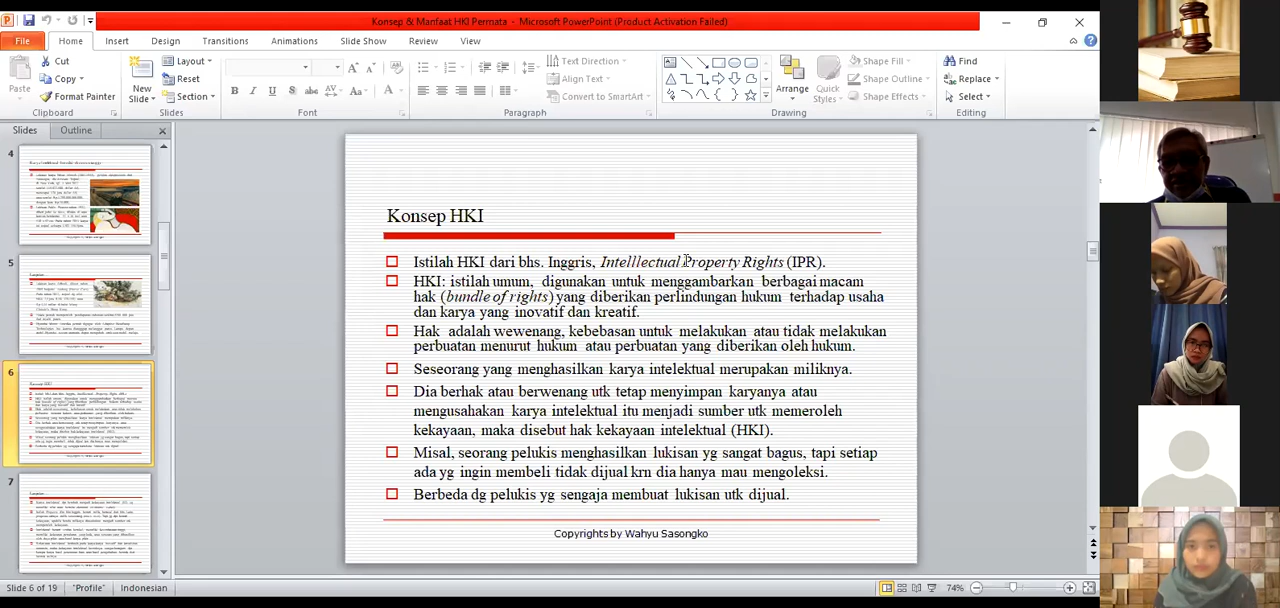 Konsep & Manfaat HKI Permata - Microsoft PowerPoint (Product Activation Failed)
File Home Insert Design Transitions Animations Slide Show Review View
Cut
Copy
Format Painter
Paste
Clipboard
New
Slide
Layout
Reset
Section
Slides
B I U S abc AV Aa A
Font
Text Direction
Align Text
Convert to SmartArt
Paragraph
Arrange
Quick
Styles
Shape Fill
Shape Outline
Shape Effects
Drawing
Find
Replace
Select
Editing
Slides Outline
4
5
6
7
Konsep HKI
Istilah HKI dari bhs. Inggris, Intelllectual Property Rights (IPR).
HKI: istilah umum, digunakan untuk menggambarkan berbagai macam
hak (bundle of rights) yang diberikan perlindungan hukum terhadap usaha
dan karya yang inovatif dan kreatif.
Hak adalah wewenang, kebebasan untuk melakukan atau tidak melakukan
perbuatan menurut hukum atau perbuatan yang diberikan oleh hukum.
Seseorang yang menghasilkan karya intelektual merupakan miliknya.
Dia berhak atau berwenang utk tetap menyimpan hs karya atau
mengusahakan karya intelektual itu menjadi sumber utk memeroleh
kekayaan, maka disebut hak kekayaan intelektual (HKI).
Misal, seorang pelukis menghasilkan lukisan yg sangat bagus, tapi setiap
ada yg ingin membeli tidak dijual krn dia hanya mau mengoleksi.
Berbeda dg pelukis yg sengaja membuat lukisan utk dijual.
Copyrights by Wahyu Sasongko
Slide 6 of 19 "Profile" Indonesian 74%